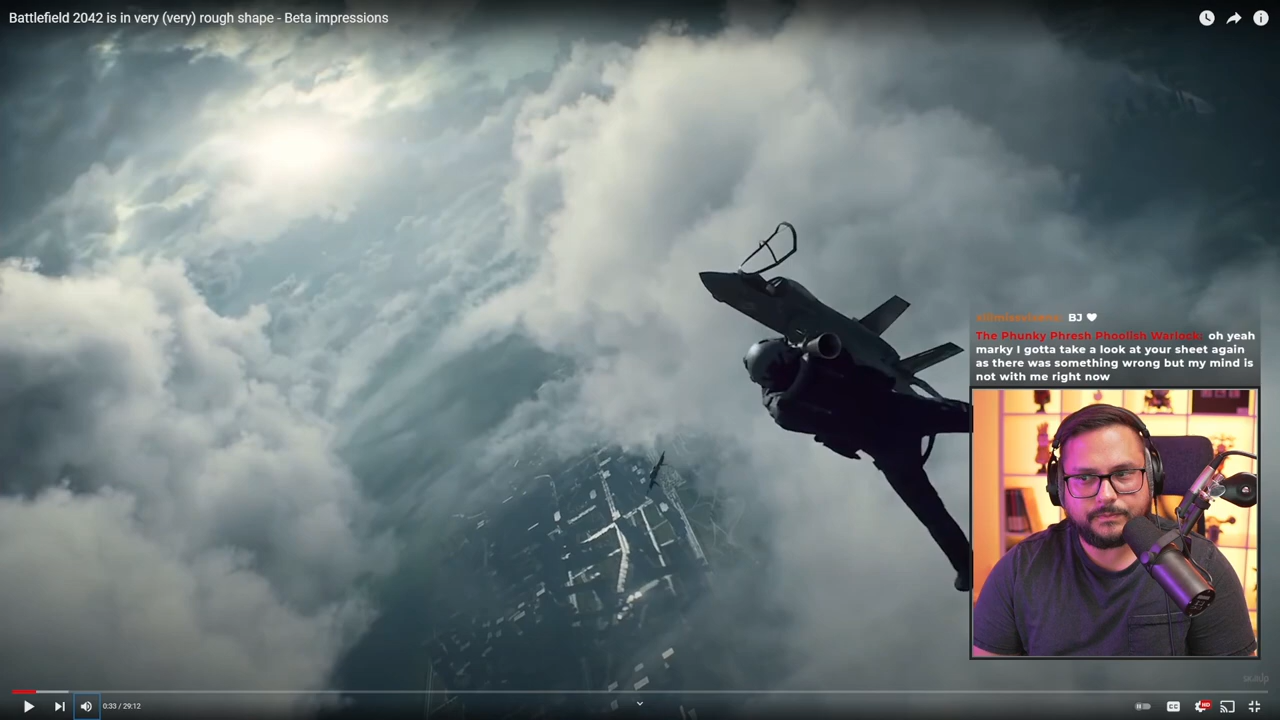 Battlefield 2042 is in very (very) rough shape - Beta impressions
BJ
The Phunky Phresh Phoolish Warlock: oh yeah
marky I gotta take a look at your sheet again
as there was something wrong but my mind is
not with me right now
0:33 / 29:12
CC
HD